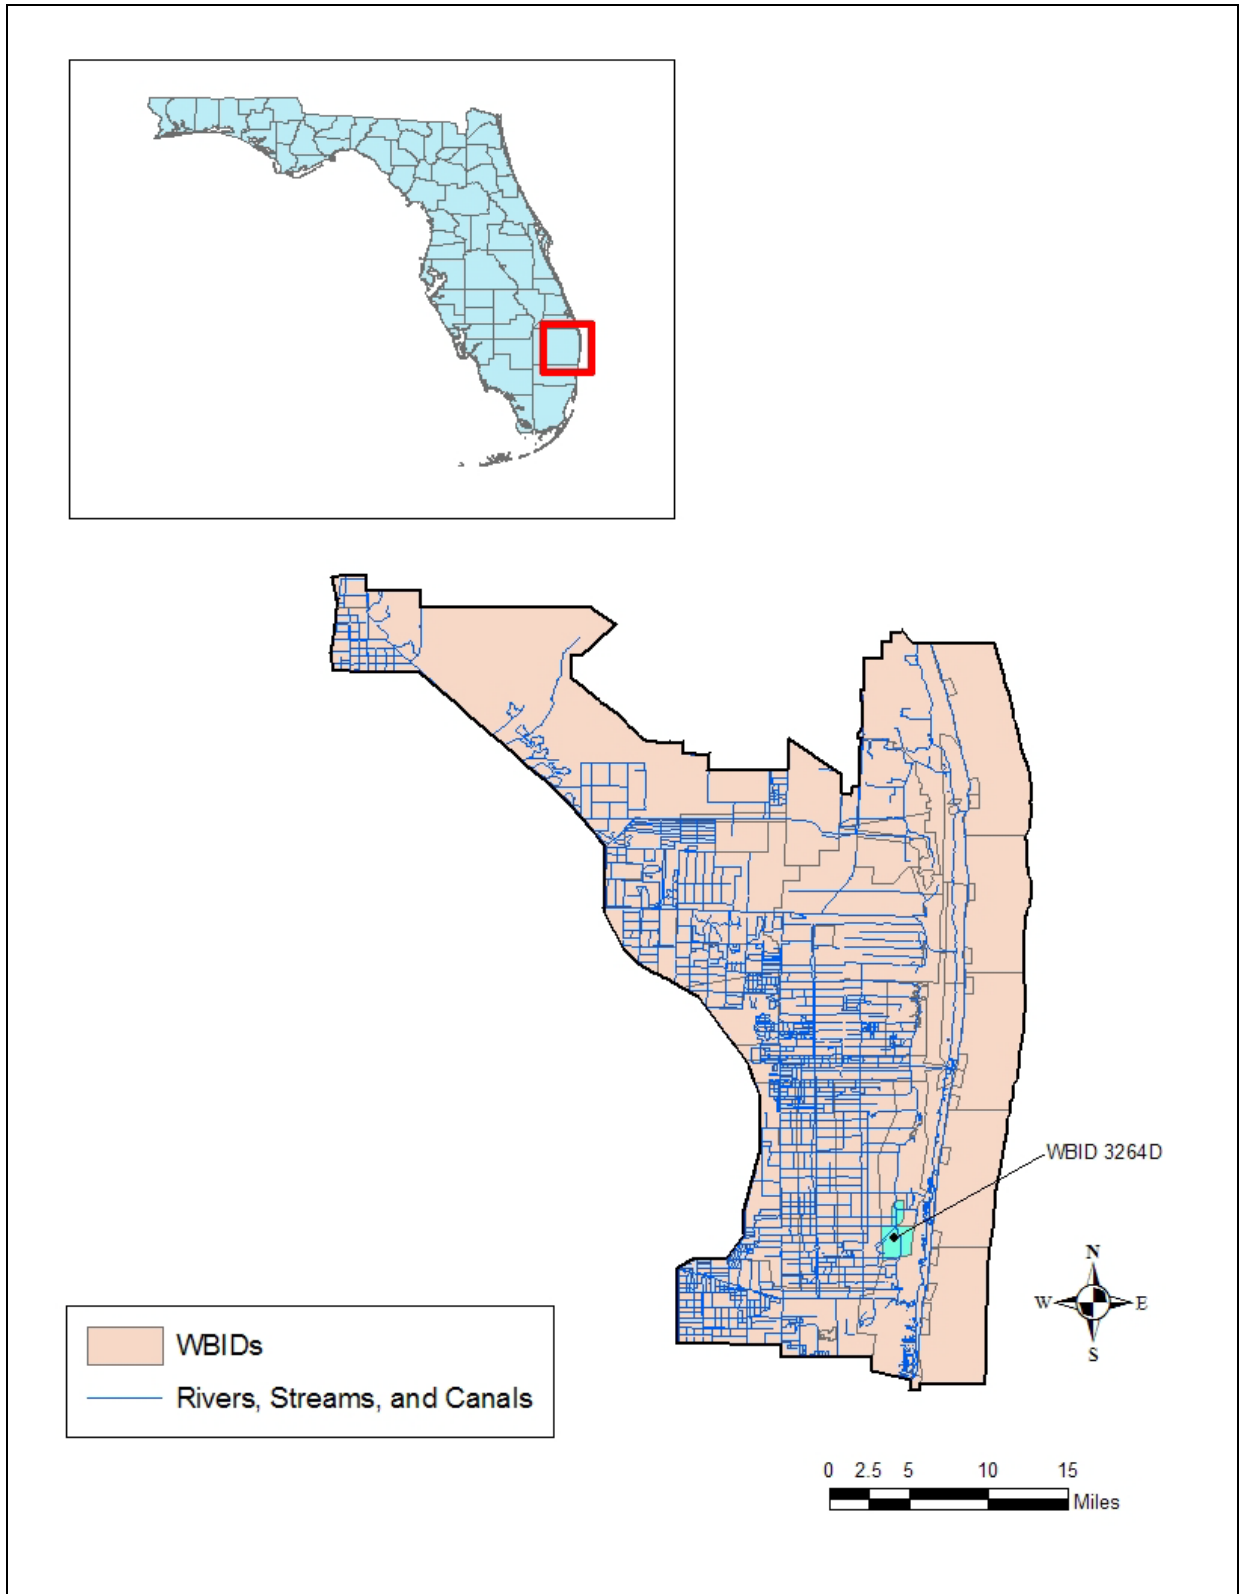 WBID 3264D
N
W E
S
WBIDs
Rivers, Streams, and Canals
0 2.5 5 10 15
Miles